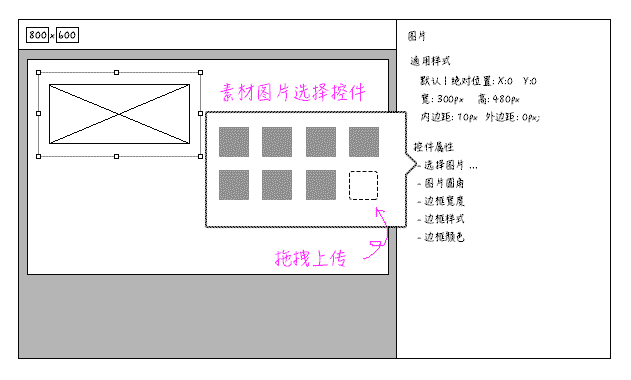 800 x 600
图片
通用样式
默认 | 绝对位置: X:0 Y:0
宽: 300px 高: 480px
内边距: 10px 外边距: 0px;
素材图片选择控件
控件属性
- 选择图片 ...
- 图片圆角
- 边框宽度
- 边框样式
- 边框颜色
拖拽上传